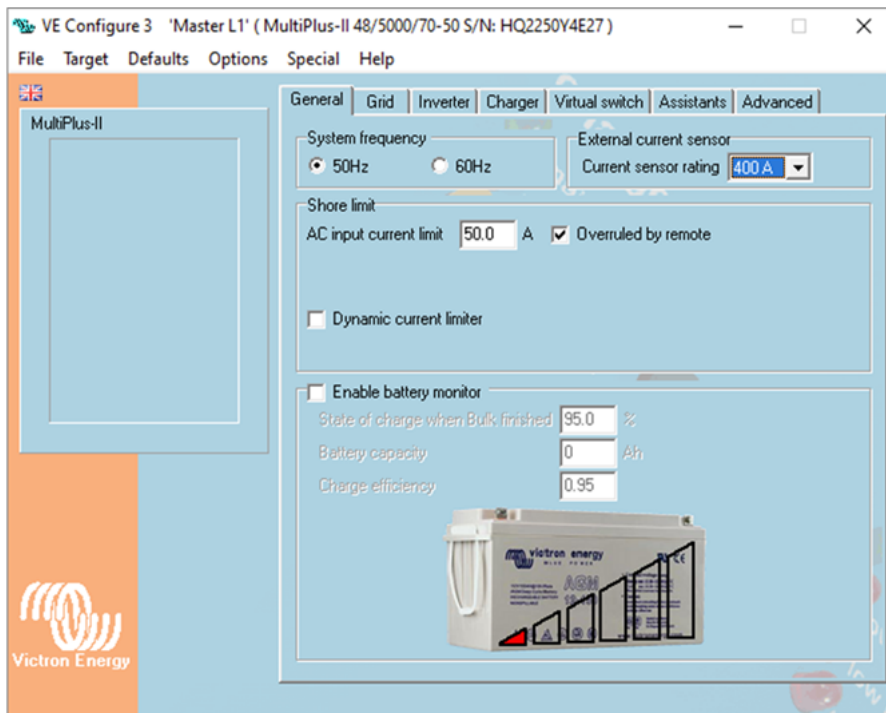 VE Configure 3 'Master L1' ( MultiPlus-II 48/5000/70-50 S/N: HQ2250Y4E27 )
File Target Defaults Options Special Help
MultiPlus-II
General Grid Inverter Charger Virtual switch Assistants Advanced
System frequency
50Hz 60Hz
External current sensor
Current sensor rating 400 A
Shore limit
AC input current limit 50.0 A Overruled by remote
Dynamic current limiter
Enable battery monitor
State of charge when Bulk finished 95.0 %
Battery capacity 0 Ah
Charge efficiency 0.95
victron energy
BLUE POWER
AGM
Victron Energy
low